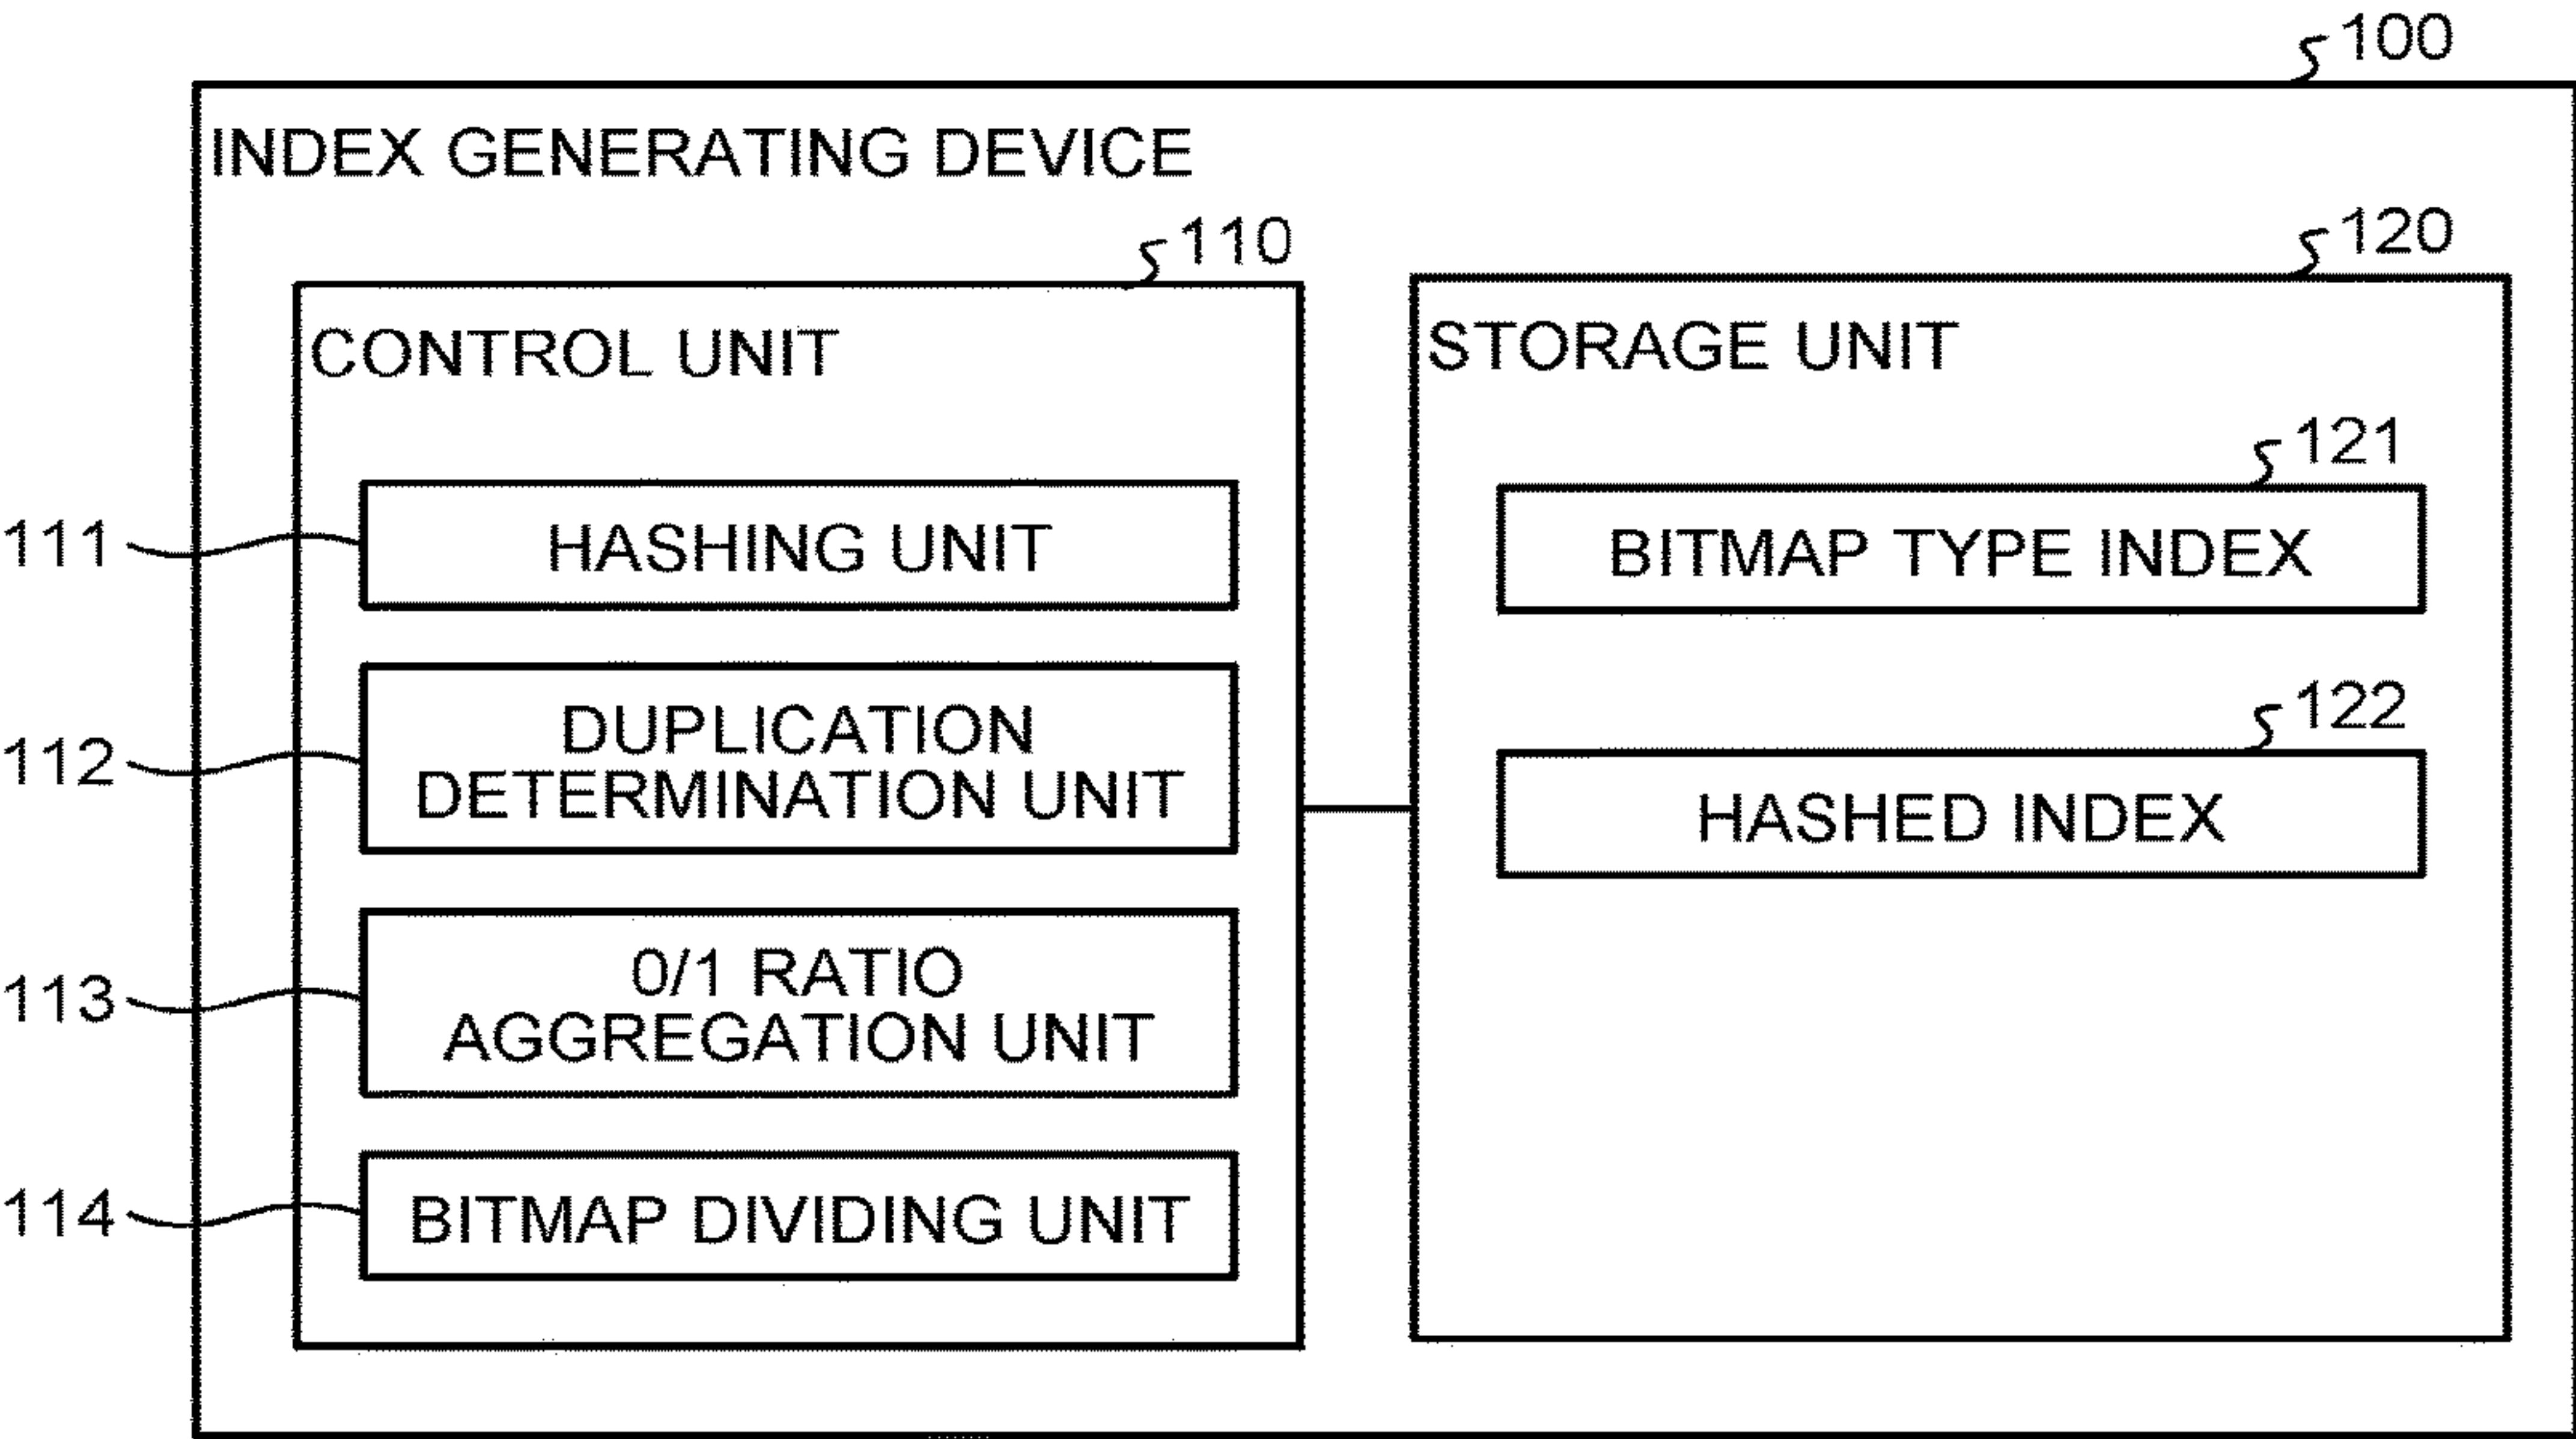 100
INDEX GENERATING DEVICE
110
CONTROL UNIT
111
HASHING UNIT
112
DUPLICATION
DETERMINATION UNIT
113
0/1 RATIO
AGGREGATION UNIT
114
BITMAP DIVIDING UNIT
120
STORAGE UNIT
121
BITMAP TYPE INDEX
122
HASHED INDEX